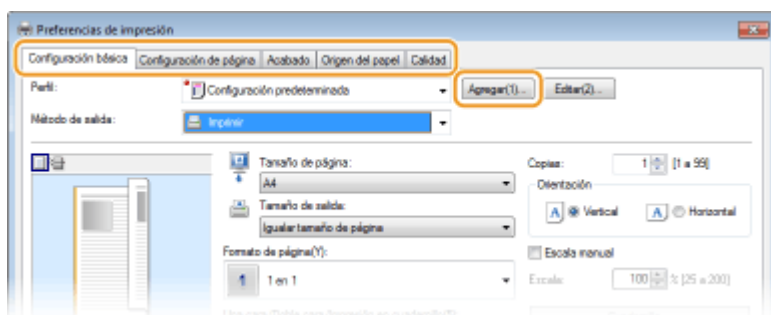 Preferencias de impresión
Configuración básica Configuración de página Acabado Origen del papel Calidad
Perfil: Configuración predeterminada Agregar(1)... Editar(2)...
Método de salida: Imprimir
Tamaño de página: Copias: 1 [1 a 99]
A4 Orientación
Tamaño de salida: A Vertical A Horizontal
Igualar tamaño de página
Formato de página(Y): Escala manual
1 1 en 1 Escala: 100 % [25 a 200]